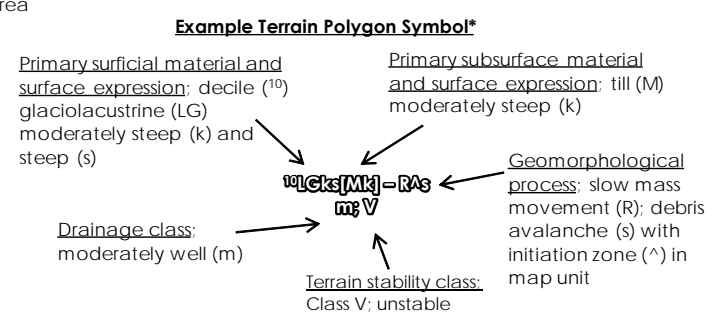 rea
Example Terrain Polygon Symbol*
Primary surficial material and
surface expression; decile (¹⁰)
glaciolacustrine (LG)
moderately steep (k) and
steep (s)
Primary subsurface material
and surface expression; till (M)
moderately steep (k)
¹⁰LGks[Mk] – R^s
m; V
Geomorphological
process; slow mass
movement (R); debris
avalanche (s) with
initiation zone (^) in
map unit
Drainage class;
moderately well (m)
Terrain stability class;
Class V; unstable